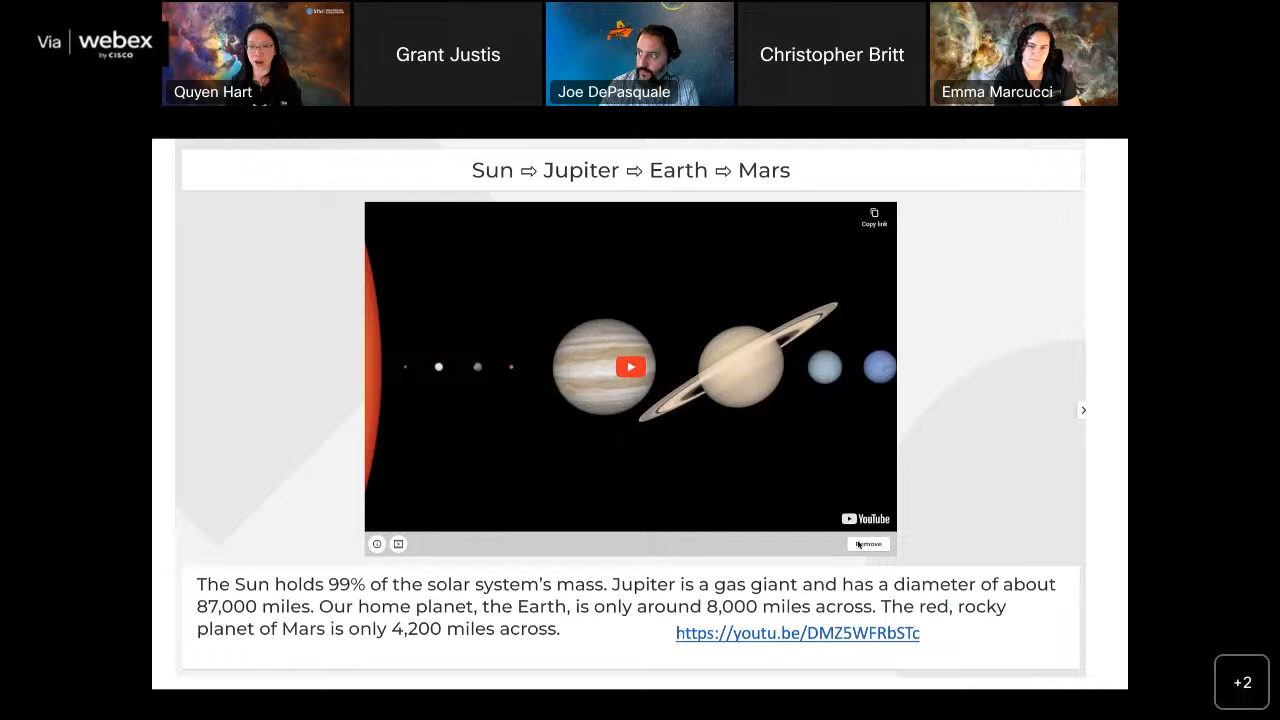 Via | webex
by CISCO
Quyen Hart
Grant Justis
Joe DePasquale
Christopher Britt
Emma Marcucci
Sun ⇨ Jupiter ⇨ Earth ⇨ Mars
Copy link
YouTube
The Sun holds 99% of the solar system’s mass. Jupiter is a gas giant and has a diameter of about
87,000 miles. Our home planet, the Earth, is only around 8,000 miles across. The red, rocky
planet of Mars is only 4,200 miles across.
https://youtu.be/DMZ5WFRbSTc
+2